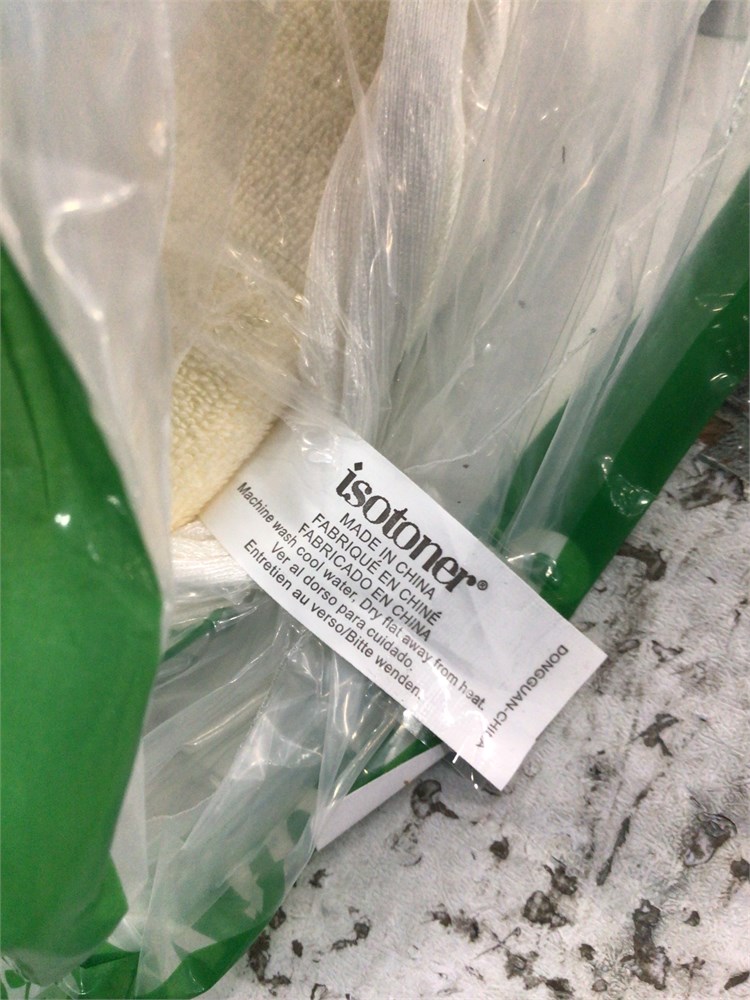 isotoner®
MADE IN CHINA
FABRIQUÉ EN CHINE
FABRICADO EN CHINA
Machine wash cool water. Dry flat away from heat.
Ver al dorso para cuidado.
Entretien au verso/Bitte wenden.
DONGGUAN-CHINA